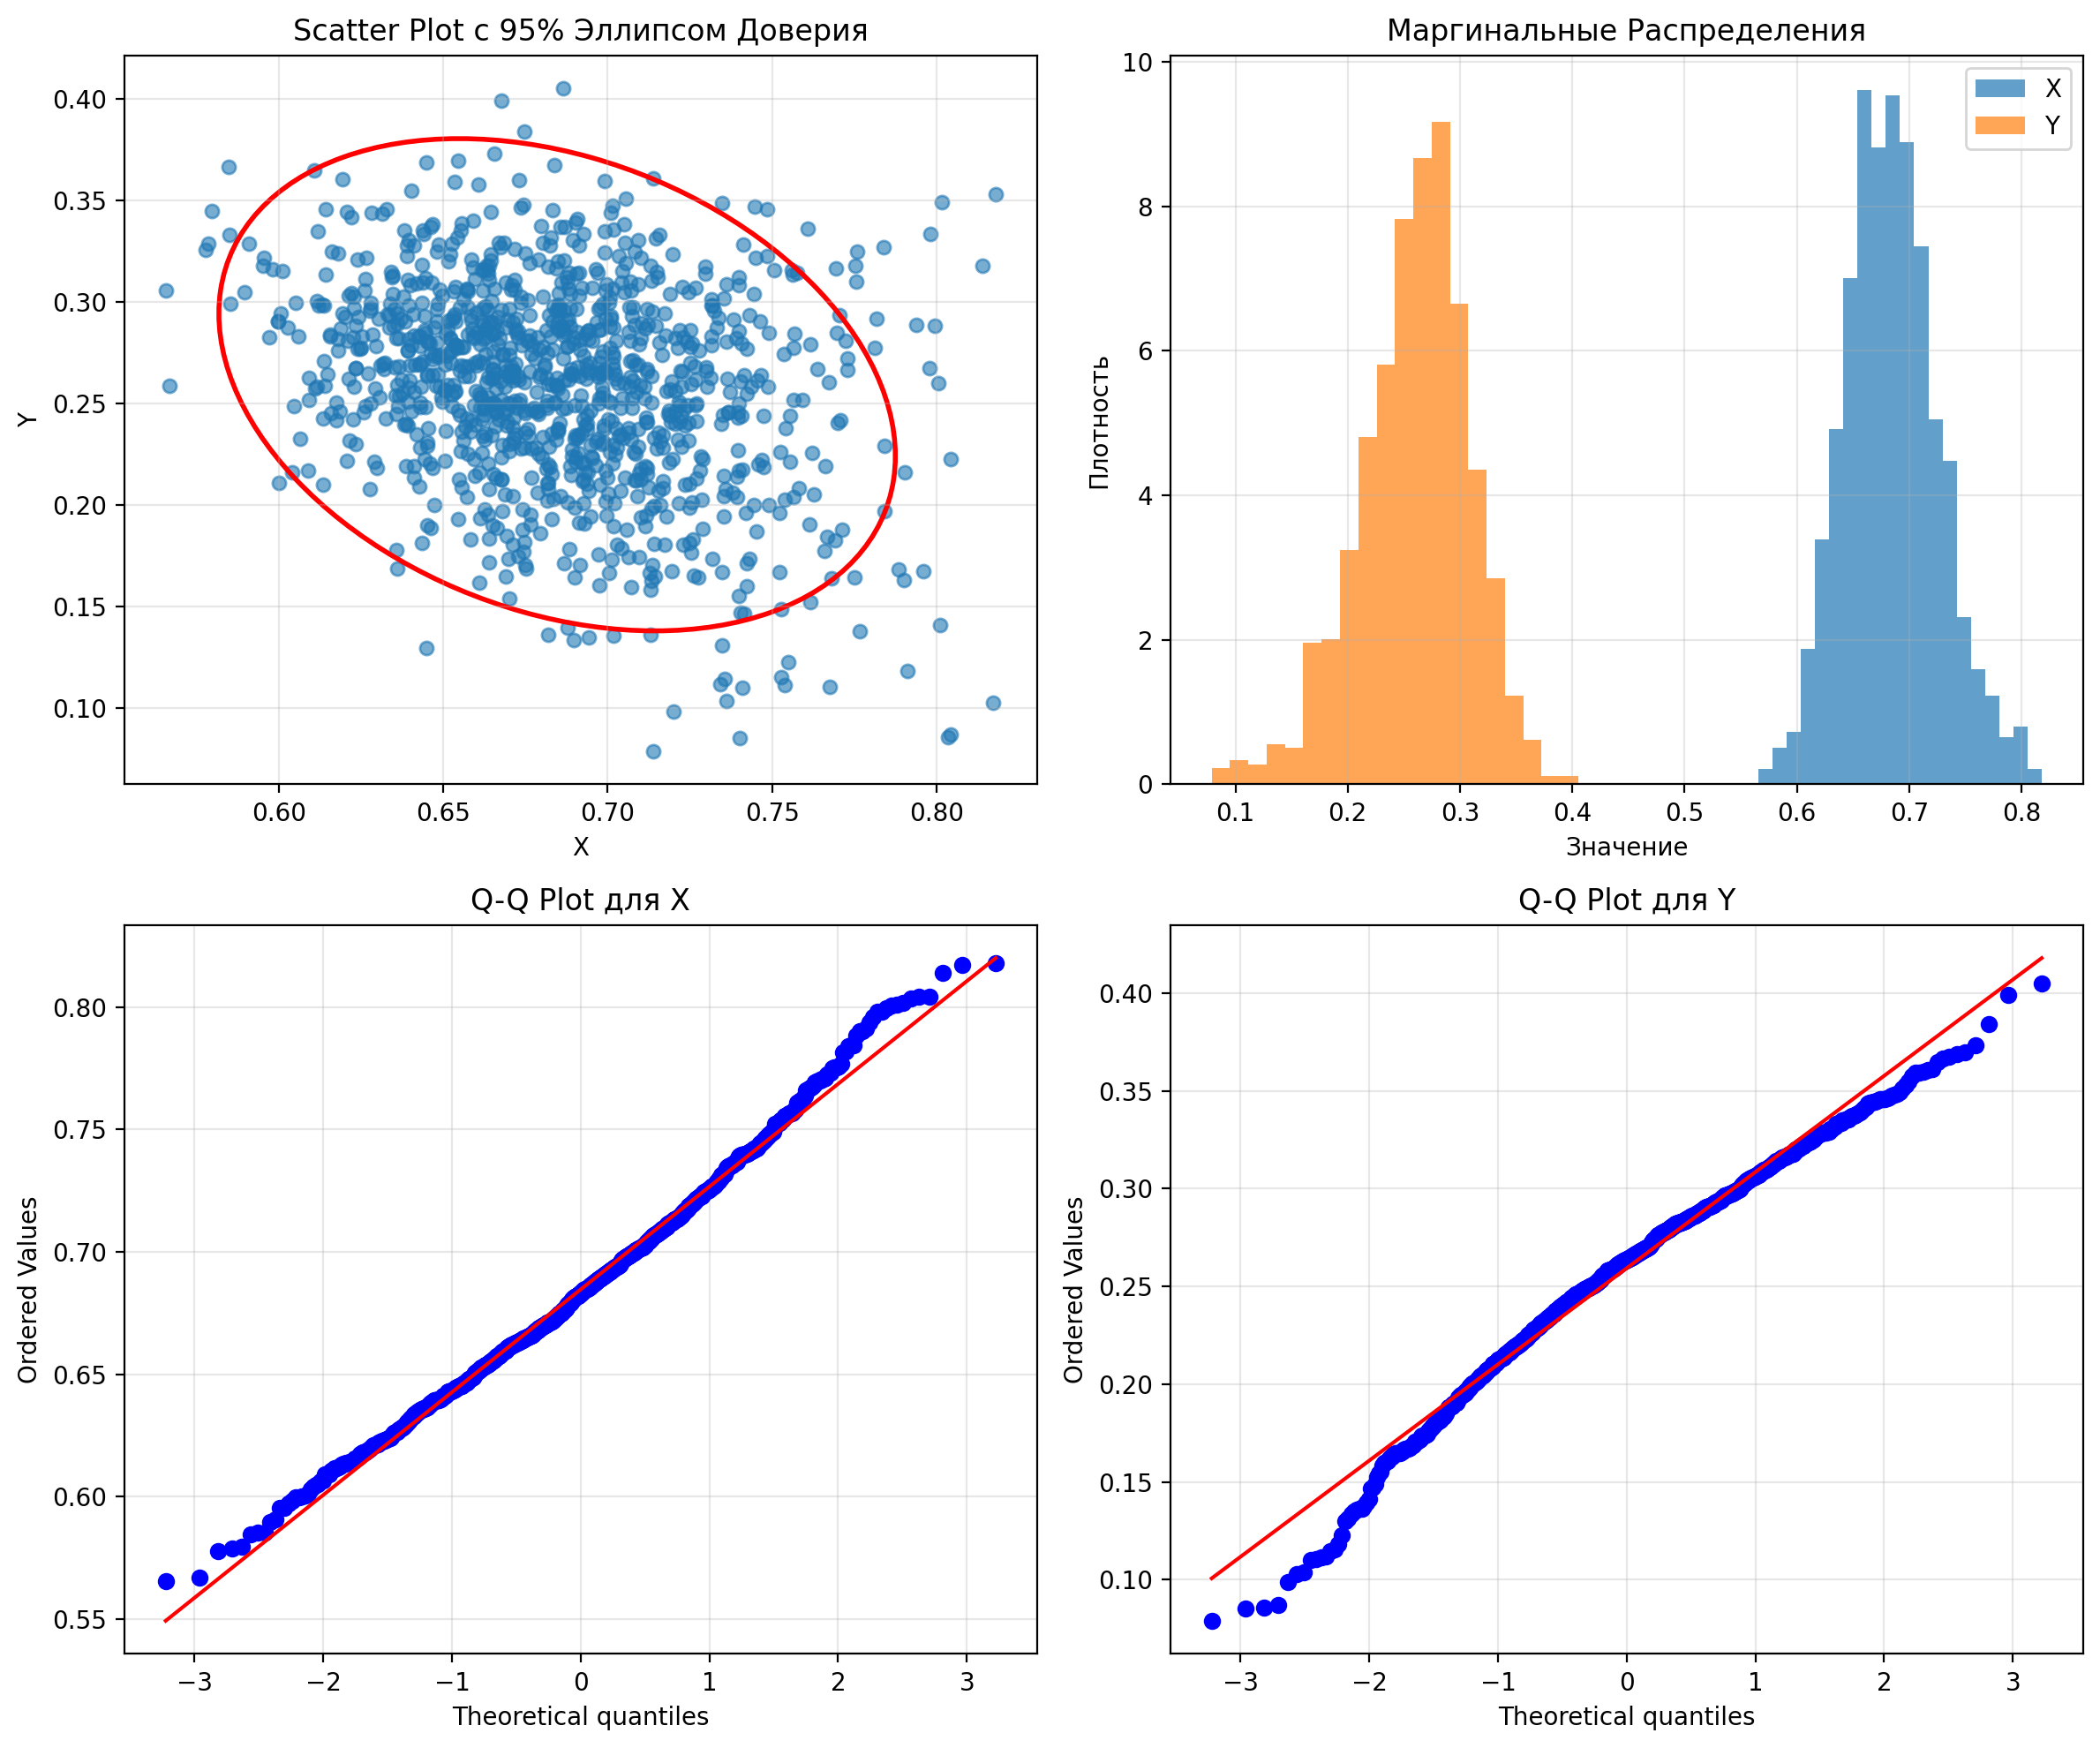 Scatter Plot с 95% Эллипсом Доверия
0.40
0.35
0.30
0.25
0.20
0.15
0.10
Y
0.60 0.65 0.70 0.75 0.80
X
Маргинальные Распределения
10
8
6
4
2
0
Плотность
X
Y
0.1 0.2 0.3 0.4 0.5 0.6 0.7 0.8
Значение
Q-Q Plot для X
0.80
0.75
0.70
0.65
0.60
0.55
Ordered Values
−3 −2 −1 0 1 2 3
Theoretical quantiles
Q-Q Plot для Y
0.40
0.35
0.30
0.25
0.20
0.15
0.10
Ordered Values
−3 −2 −1 0 1 2 3
Theoretical quantiles